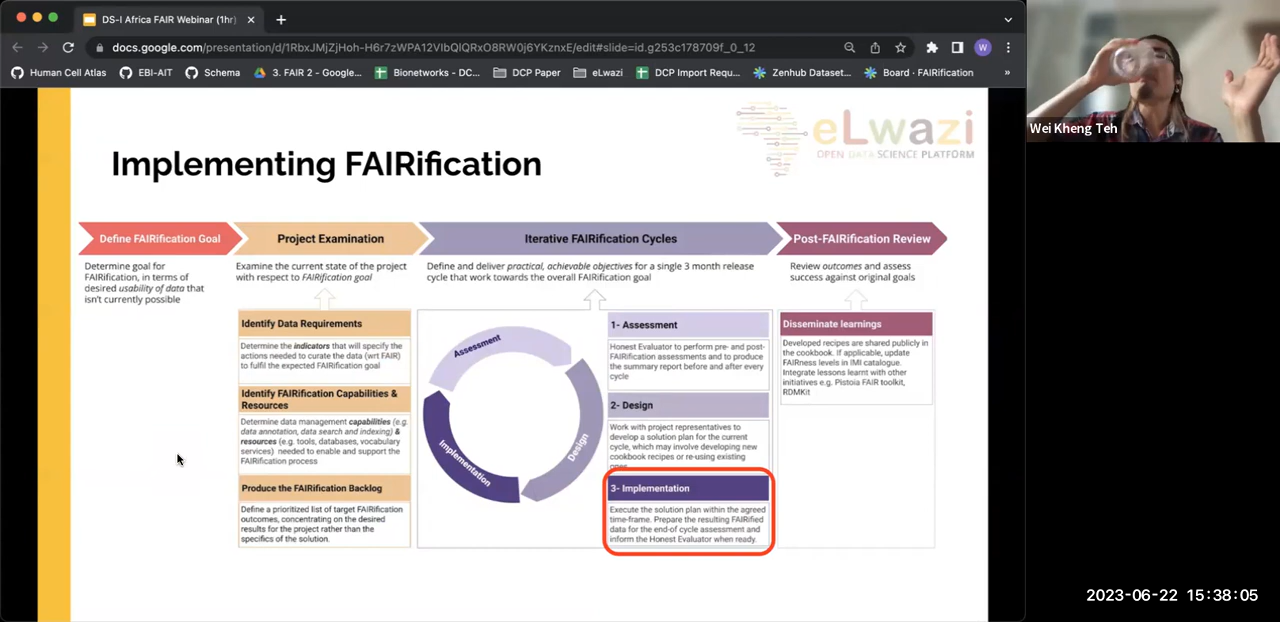 DS-I Africa FAIR Webinar (1hr)
docs.google.com/presentation/d/1RbxJMjZjHoh-H6r7zWPA12VIbQIQRxO8RW0j6YKznxE/edit#slide=id.g253c178709f_0_12
W
Human Cell Atlas
EBI-AIT
Schema
3. FAIR 2 - Google...
Bionetworks - DC...
DCP Paper
eLwazi
DCP Import Requ...
Zenhub Dataset...
Board · FAIRification
»
eLwazi
OPEN DATA SCIENCE PLATFORM
Wei Kheng Teh
Implementing FAIRification
Define FAIRification Goal
Determine goal for
FAIRification, in terms of
desired usability of data that
isn't currently possible
Project Examination
Examine the current state of the project
with respect to FAIRification goal
Identify Data Requirements
Determine the indicators that will specify the
actions needed to curate the data (wrt FAIR)
to fulfil the expected FAIRification goal
Identify FAIRification Capabilities &
Resources
Determine data management capabilities (e.g.
data annotation, data search and indexing) &
resources (e.g. tools, databases, vocabulary
services) needed to enable and support the
FAIRification process
Produce the FAIRification Backlog
Define a prioritized list of target FAIRification
outcomes, concentrating on the desired
results for the project rather than the
specifics of the solution.
Iterative FAIRification Cycles
Define and deliver practical, achievable objectives for a single 3 month release
cycle that work towards the overall FAIRification goal
Assessment
Design
Implementation
1- Assessment
Honest Evaluator to perform pre- and post-
FAIRification assessments and to produce
the summary report before and after every
cycle
2- Design
Work with project representatives to
develop a solution plan for the current
cycle, which may involve developing new
cookbook recipes or re-using existing
ones
3- Implementation
Execute the solution plan within the agreed
time-frame. Prepare the resulting FAIRified
data for the end-of cycle assessment and
inform the Honest Evaluator when ready.
Post-FAIRification Review
Review outcomes and assess
success against original goals
Disseminate learnings
Developed recipes are shared publicly in
the cookbook. If applicable, update
FAIRness levels in IMI catalogue.
Integrate lessons learnt with other
initiatives e.g. Pistoia FAIR toolkit,
RDMKit
2023-06-22 15:38:05